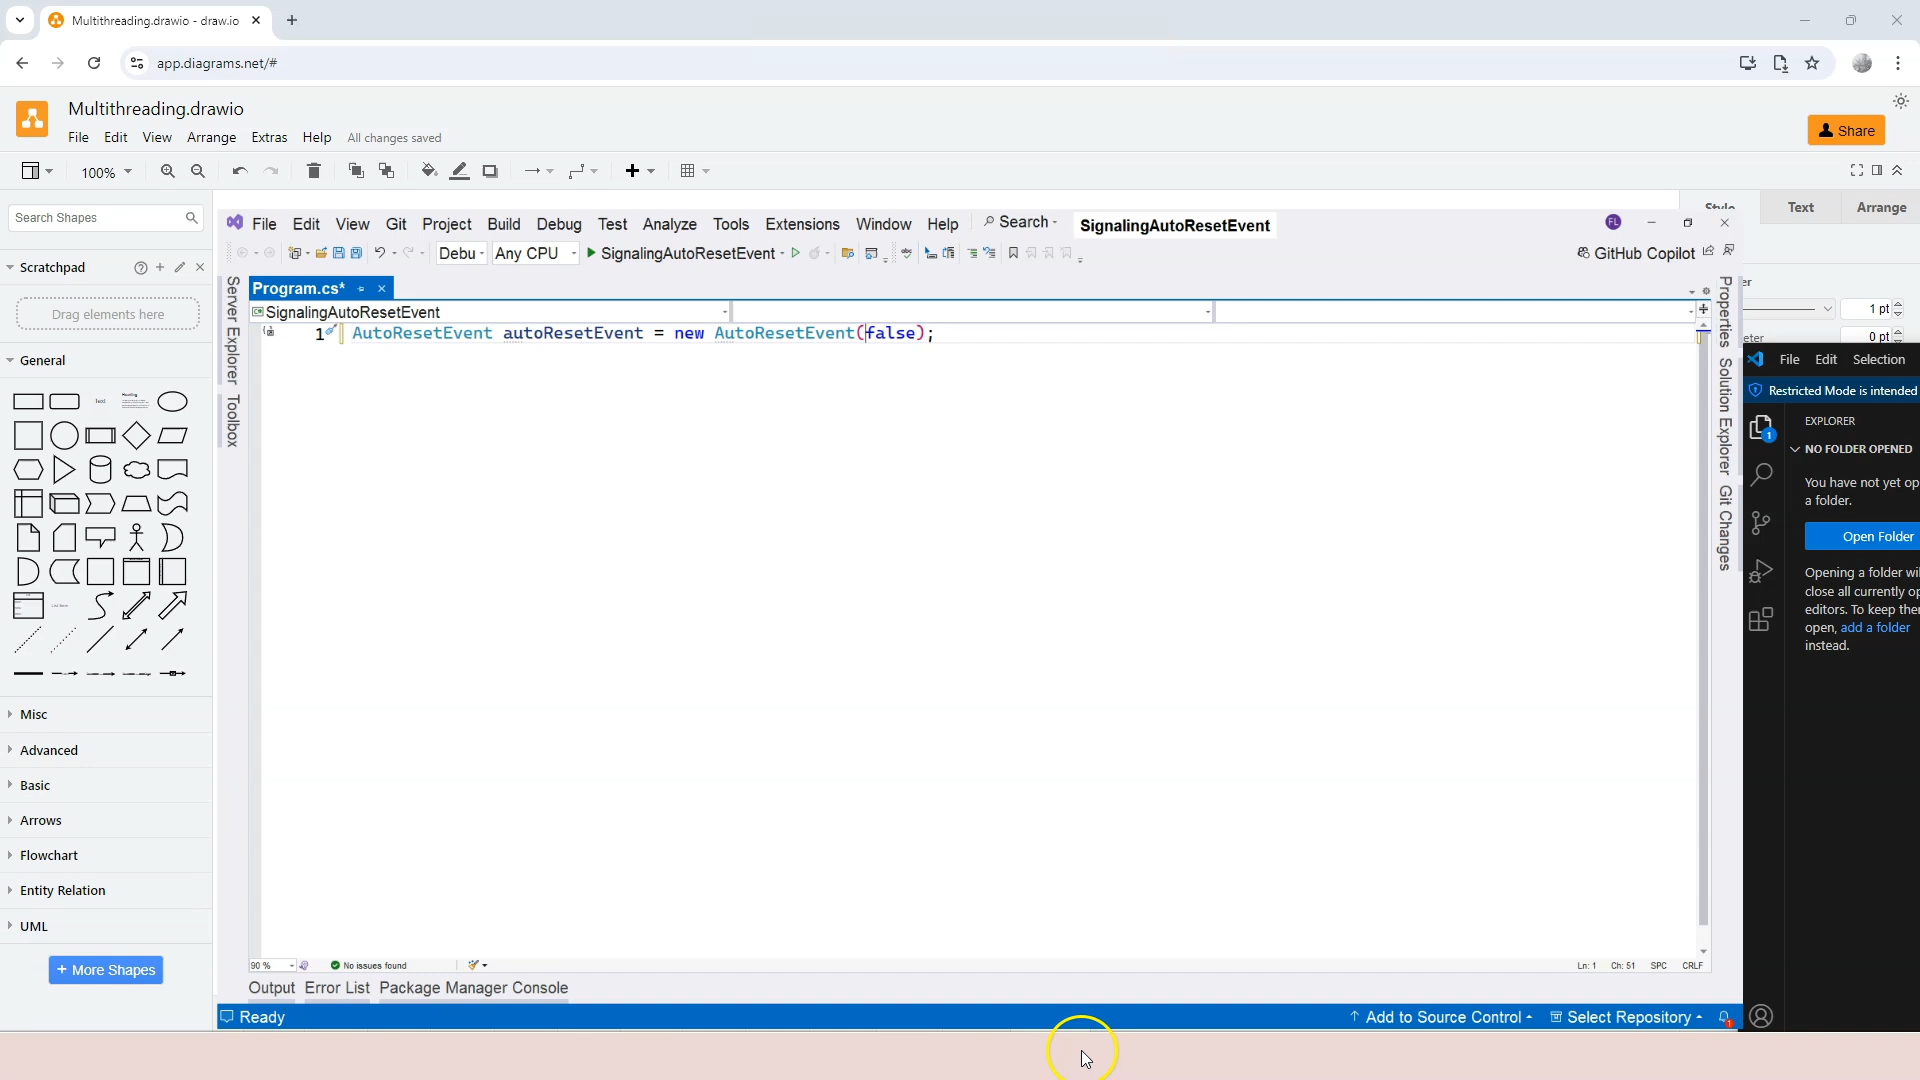 Multithreading.drawio - draw.io
app.diagrams.net/#
Multithreading.drawio
File Edit View Arrange Extras Help All changes saved
Share
100%
Search Shapes
Style Text Arrange
Scratchpad
Drag elements here
General
Text
Heading
Misc
Advanced
Basic
Arrows
Flowchart
Entity Relation
UML
+ More Shapes
File Edit View Git Project Build Debug Test Analyze Tools Extensions Window Help Search SignalingAutoResetEvent
FL
Debu Any CPU SignalingAutoResetEvent
GitHub Copilot
Server Explorer
Toolbox
Program.cs*
SignalingAutoResetEvent
1 AutoResetEvent autoResetEvent = new AutoResetEvent(false);
90 % No issues found
Ln: 1 Ch: 51 SPC CRLF
Output Error List Package Manager Console
Ready
Add to Source Control Select Repository
1
Properties
Solution Explorer
Git Changes
1 pt
0 pt
File Edit Selection
Restricted Mode is intended
EXPLORER
1
NO FOLDER OPENED
You have not yet op
a folder.
Open Folder
Opening a folder wil
close all currently op
editors. To keep the
open, add a folder
instead.